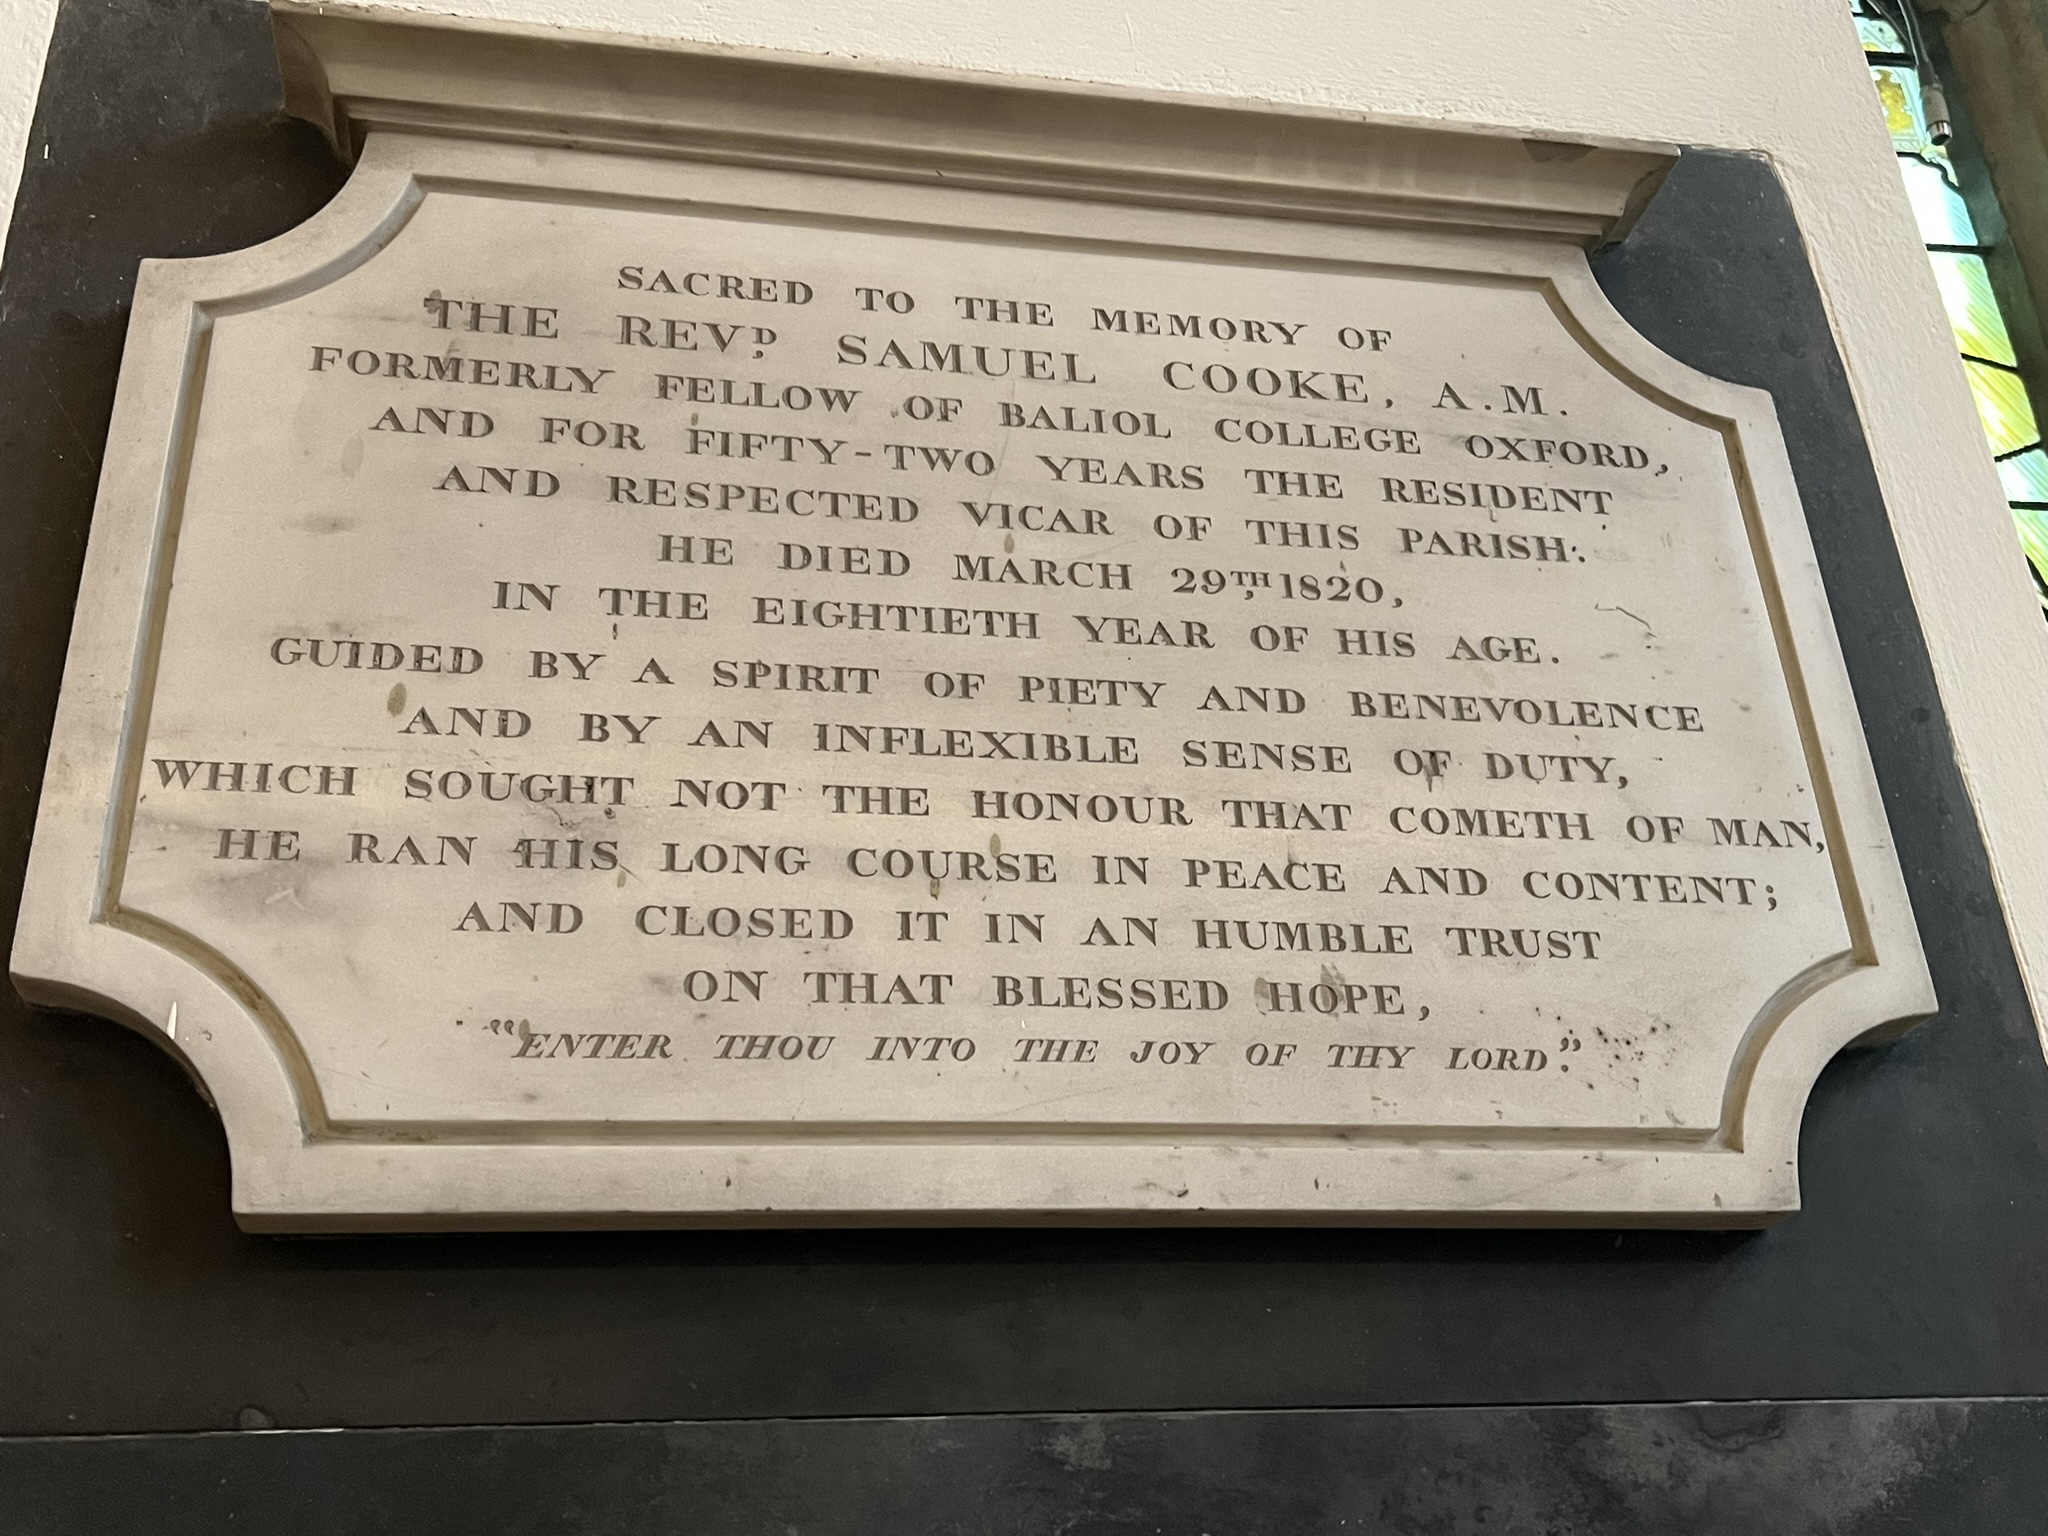 SACRED TO THE MEMORY OF
THE REVD. SAMUEL COOKE, A.M.
FORMERLY FELLOW OF BALIOL COLLEGE OXFORD,
AND FOR FIFTY-TWO YEARS THE RESIDENT
AND RESPECTED VICAR OF THIS PARISH:
HE DIED MARCH 29TH, 1820,
IN THE EIGHTIETH YEAR OF HIS AGE.
GUIDED BY A SPIRIT OF PIETY AND BENEVOLENCE
AND BY AN INFLEXIBLE SENSE OF DUTY,
WHICH SOUGHT NOT THE HONOUR THAT COMETH OF MAN,
HE RAN HIS LONG COURSE IN PEACE AND CONTENT;
AND CLOSED IT IN AN HUMBLE TRUST
ON THAT BLESSED HOPE,
"ENTER THOU INTO THE JOY OF THY LORD."